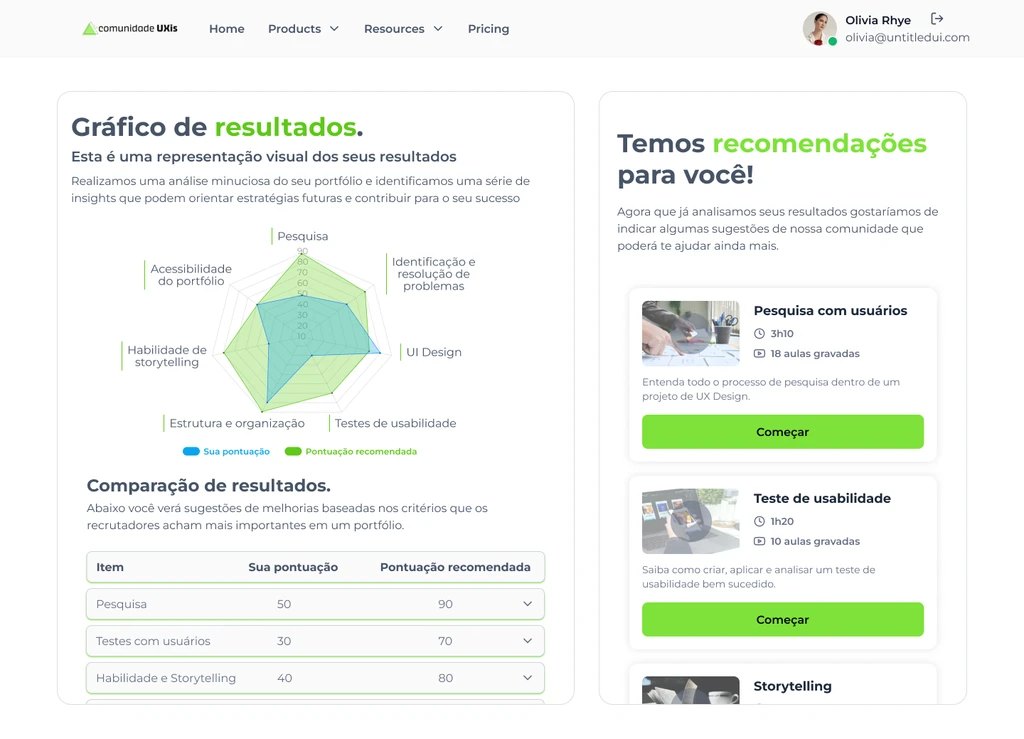 comunidade UXis
Home
Products
Resources
Pricing
Olivia Rhye
olivia@untitledui.com
Gráfico de resultados.
Esta é uma representação visual dos seus resultados
Realizamos uma análise minuciosa do seu portfólio e identificamos uma série de
insights que podem orientar estratégias futuras e contribuir para o seu sucesso
Pesquisa
Identificação e
resolução de
problemas
UI Design
Testes de usabilidade
Estrutura e organização
Habilidade de
storytelling
Acessibilidade
do portfólio
90
80
70
60
50
40
30
20
10
Sua pontuação
Pontuação recomendada
Comparação de resultados.
Abaixo você verá sugestões de melhorias baseadas nos critérios que os
recrutadores acham mais importantes em um portfólio.
Item Sua pontuação Pontuação recomendada
Pesquisa 50 90
Testes com usuários 30 70
Habilidade e Storytelling 40 80
Temos recomendações
para você!
Agora que já analisamos seus resultados gostaríamos de
indicar algumas sugestões de nossa comunidade que
poderá te ajudar ainda mais.
Pesquisa com usuários
3h10
18 aulas gravadas
Entenda todo o processo de pesquisa dentro de um
projeto de UX Design.
Começar
Teste de usabilidade
1h20
10 aulas gravadas
Saiba como criar, aplicar e analisar um teste de
usabilidade bem sucedido.
Começar
Storytelling